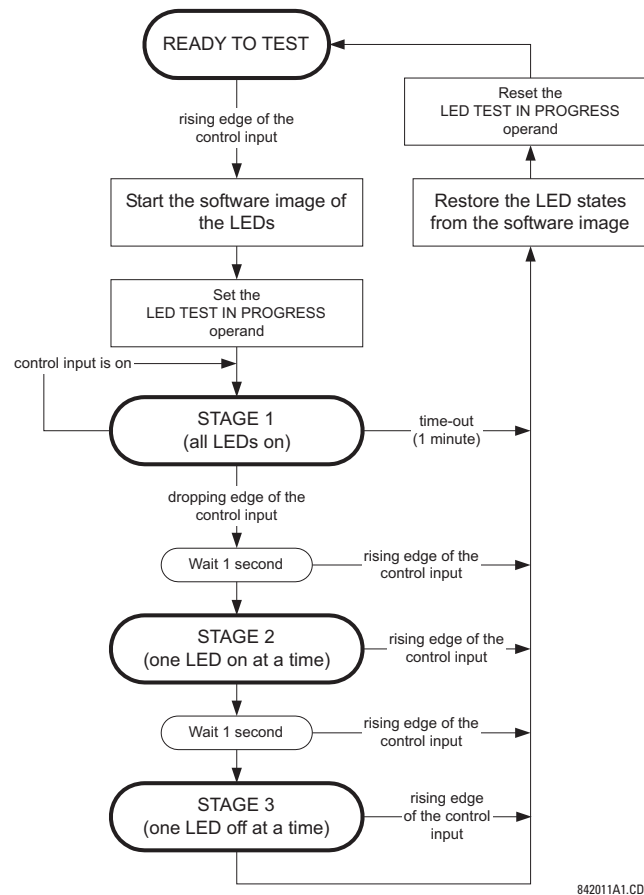 READY TO TEST
rising edge of the
control input
Start the software image of
the LEDs
Set the
LED TEST IN PROGRESS
operand
control input is on
STAGE 1
(all LEDs on)
time-out
(1 minute)
dropping edge of the
control input
Wait 1 second
rising edge of the
control input
STAGE 2
(one LED on at a time)
rising edge of the
control input
Wait 1 second
rising edge of the
control input
STAGE 3
(one LED off at a time)
rising edge
of the control
input
Restore the LED states
from the software image
Reset the
LED TEST IN PROGRESS
operand
842011A1.CD